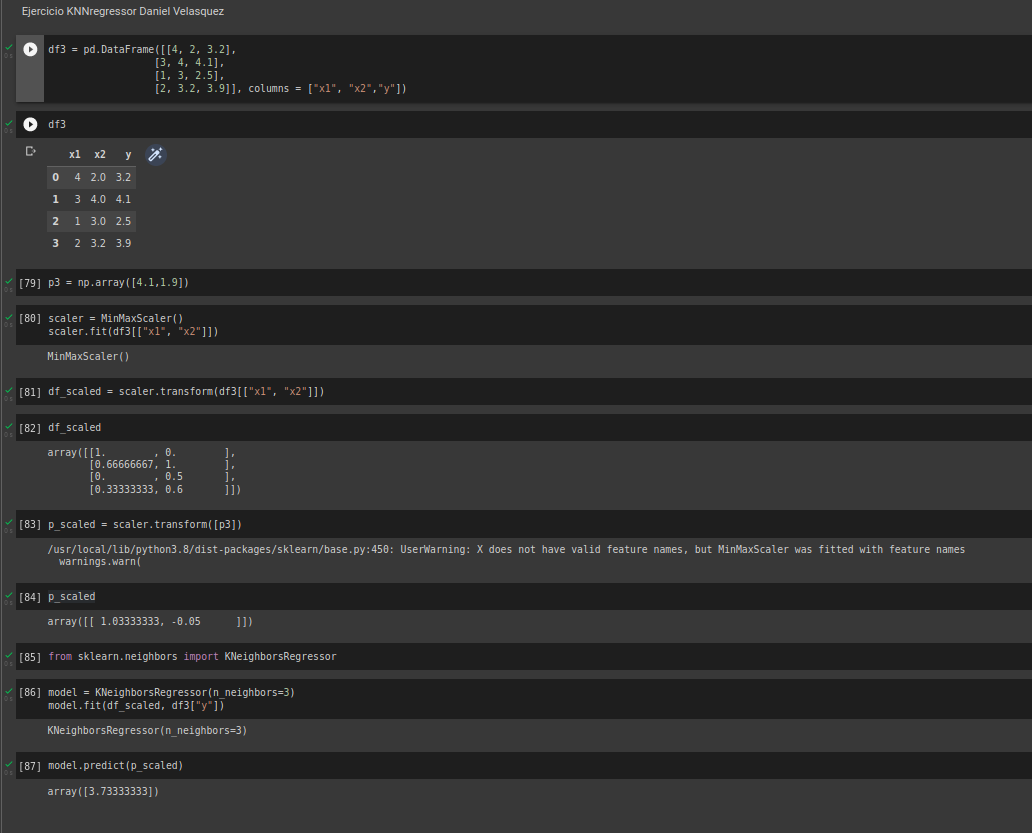 Ejercicio KNNregressor Daniel Velasquez
df3 = pd.DataFrame([[4, 2, 3.2],
[3, 4, 4.1],
[1, 3, 2.5],
[2, 3.2, 3.9]], columns = ["x1", "x2","y"])
df3
x1 x2 y
0 4 2.0 3.2
1 3 4.0 4.1
2 1 3.0 2.5
3 2 3.2 3.9
[79] p3 = np.array([4.1,1.9])
[80] scaler = MinMaxScaler()
scaler.fit(df3[["x1", "x2"]])
MinMaxScaler()
[81] df_scaled = scaler.transform(df3[["x1", "x2"]])
[82] df_scaled
array([[1.        , 0.        ],
[0.66666667, 1.        ],
[0.        , 0.5       ],
[0.33333333, 0.6       ]])
[83] p_scaled = scaler.transform([p3])
/usr/local/lib/python3.8/dist-packages/sklearn/base.py:450: UserWarning: X does not have valid feature names, but MinMaxScaler was fitted with feature names
warnings.warn(
[84] p_scaled
array([[ 1.03333333, -0.05      ]])
[85] from sklearn.neighbors import KNeighborsRegressor
[86] model = KNeighborsRegressor(n_neighbors=3)
model.fit(df_scaled, df3["y"])
KNeighborsRegressor(n_neighbors=3)
[87] model.predict(p_scaled)
array([3.73333333])